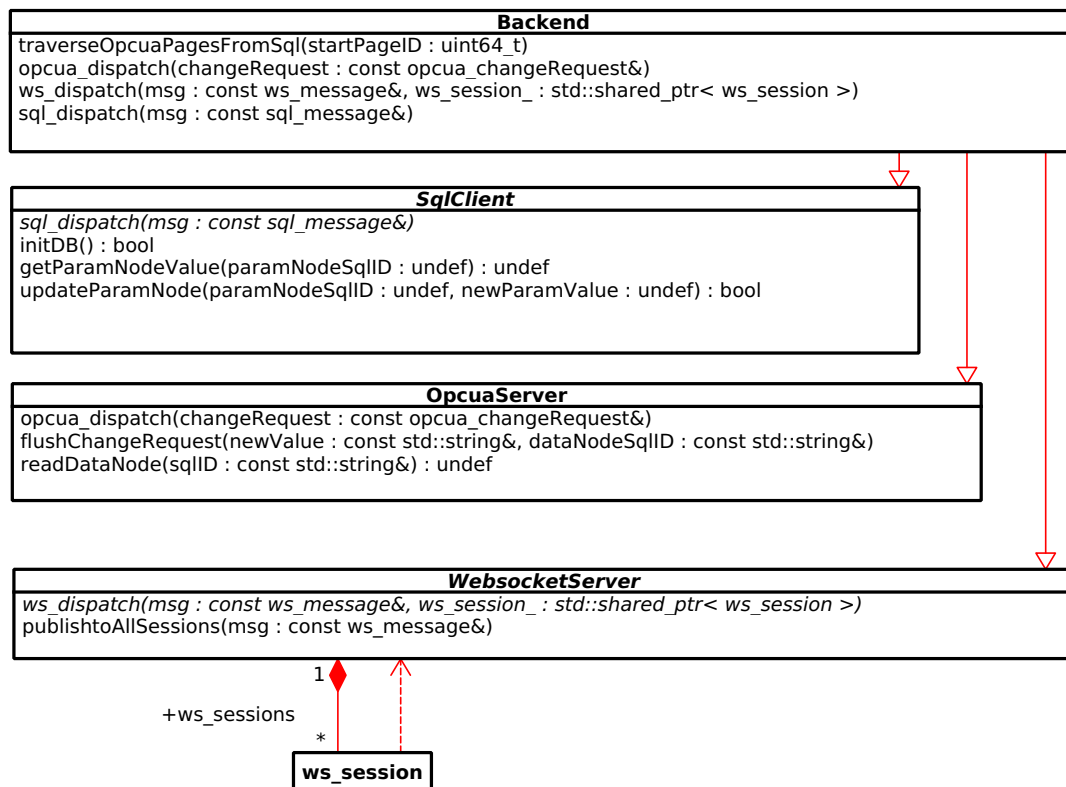 Backend
traverseOpcuaPagesFromSql(startPageID : uint64_t)
opcua_dispatch(changeRequest : const opcua_changeRequest&)
ws_dispatch(msg : const ws_message&, ws_session_ : std::shared_ptr< ws_session >)
sql_dispatch(msg : const sql_message&)
SqlClient
sql_dispatch(msg : const sql_message&)
initDB() : bool
getParamNodeValue(paramNodeSqlID : undef) : undef
updateParamNode(paramNodeSqlID : undef, newParamValue : undef) : bool
OpcuaServer
opcua_dispatch(changeRequest : const opcua_changeRequest&)
flushChangeRequest(newValue : const std::string&, dataNodeSqlID : const std::string&)
readDataNode(sqlID : const std::string&) : undef
WebsocketServer
ws_dispatch(msg : const ws_message&, ws_session_ : std::shared_ptr< ws_session >)
publishtoAllSessions(msg : const ws_message&)
1
+ws_sessions
*
ws_session